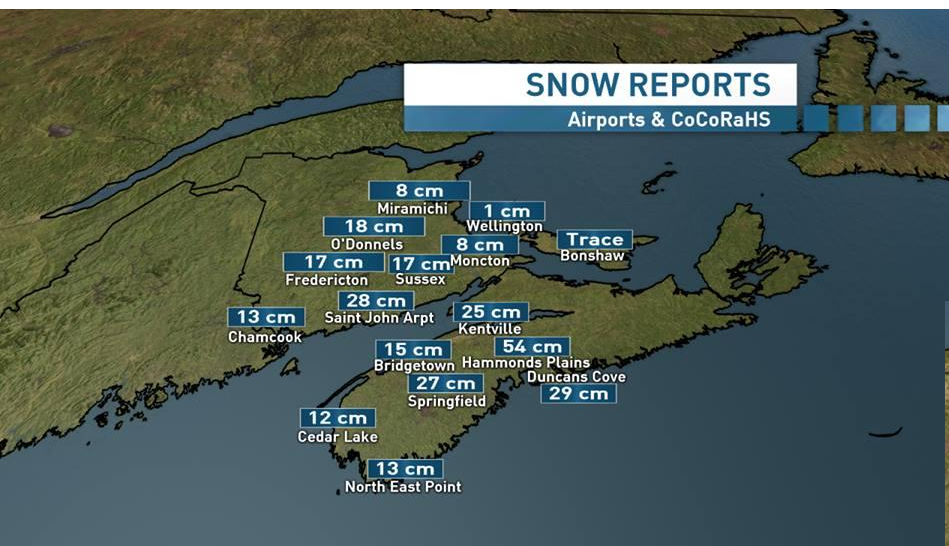 SNOW REPORTS
Airports & CoCoRaHS
8 cm
Miramichi
1 cm
Wellington
18 cm
O'Donnels
8 cm
Moncton
Trace
Bonshaw
17 cm
Fredericton
17 cm
Sussex
28 cm
Saint John Arpt
13 cm
Chamcook
25 cm
Kentville
15 cm
Bridgetown
54 cm
Hammonds Plains
Duncans Cove
29 cm
27 cm
Springfield
12 cm
Cedar Lake
13 cm
North East Point